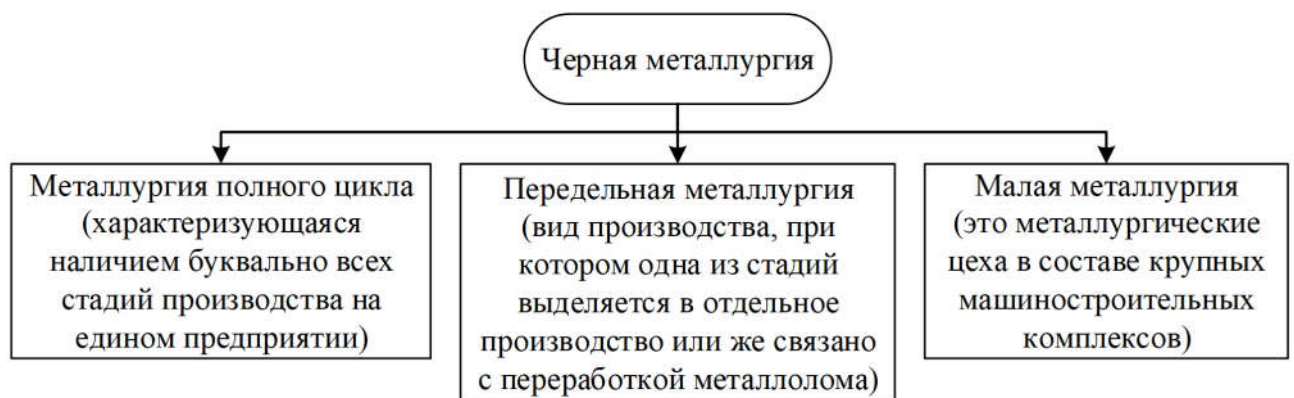 Черная металлургия
Металлургия полного цикла
(характеризующаяся
наличием буквально всех
стадий производства на
едином предприятии)
Передельная металлургия
(вид производства, при
котором одна из стадий
выделяется в отдельное
производство или же связано
с переработкой металлолома)
Малая металлургия
(это металлургические
цеха в составе крупных
машиностроительных
комплексов)